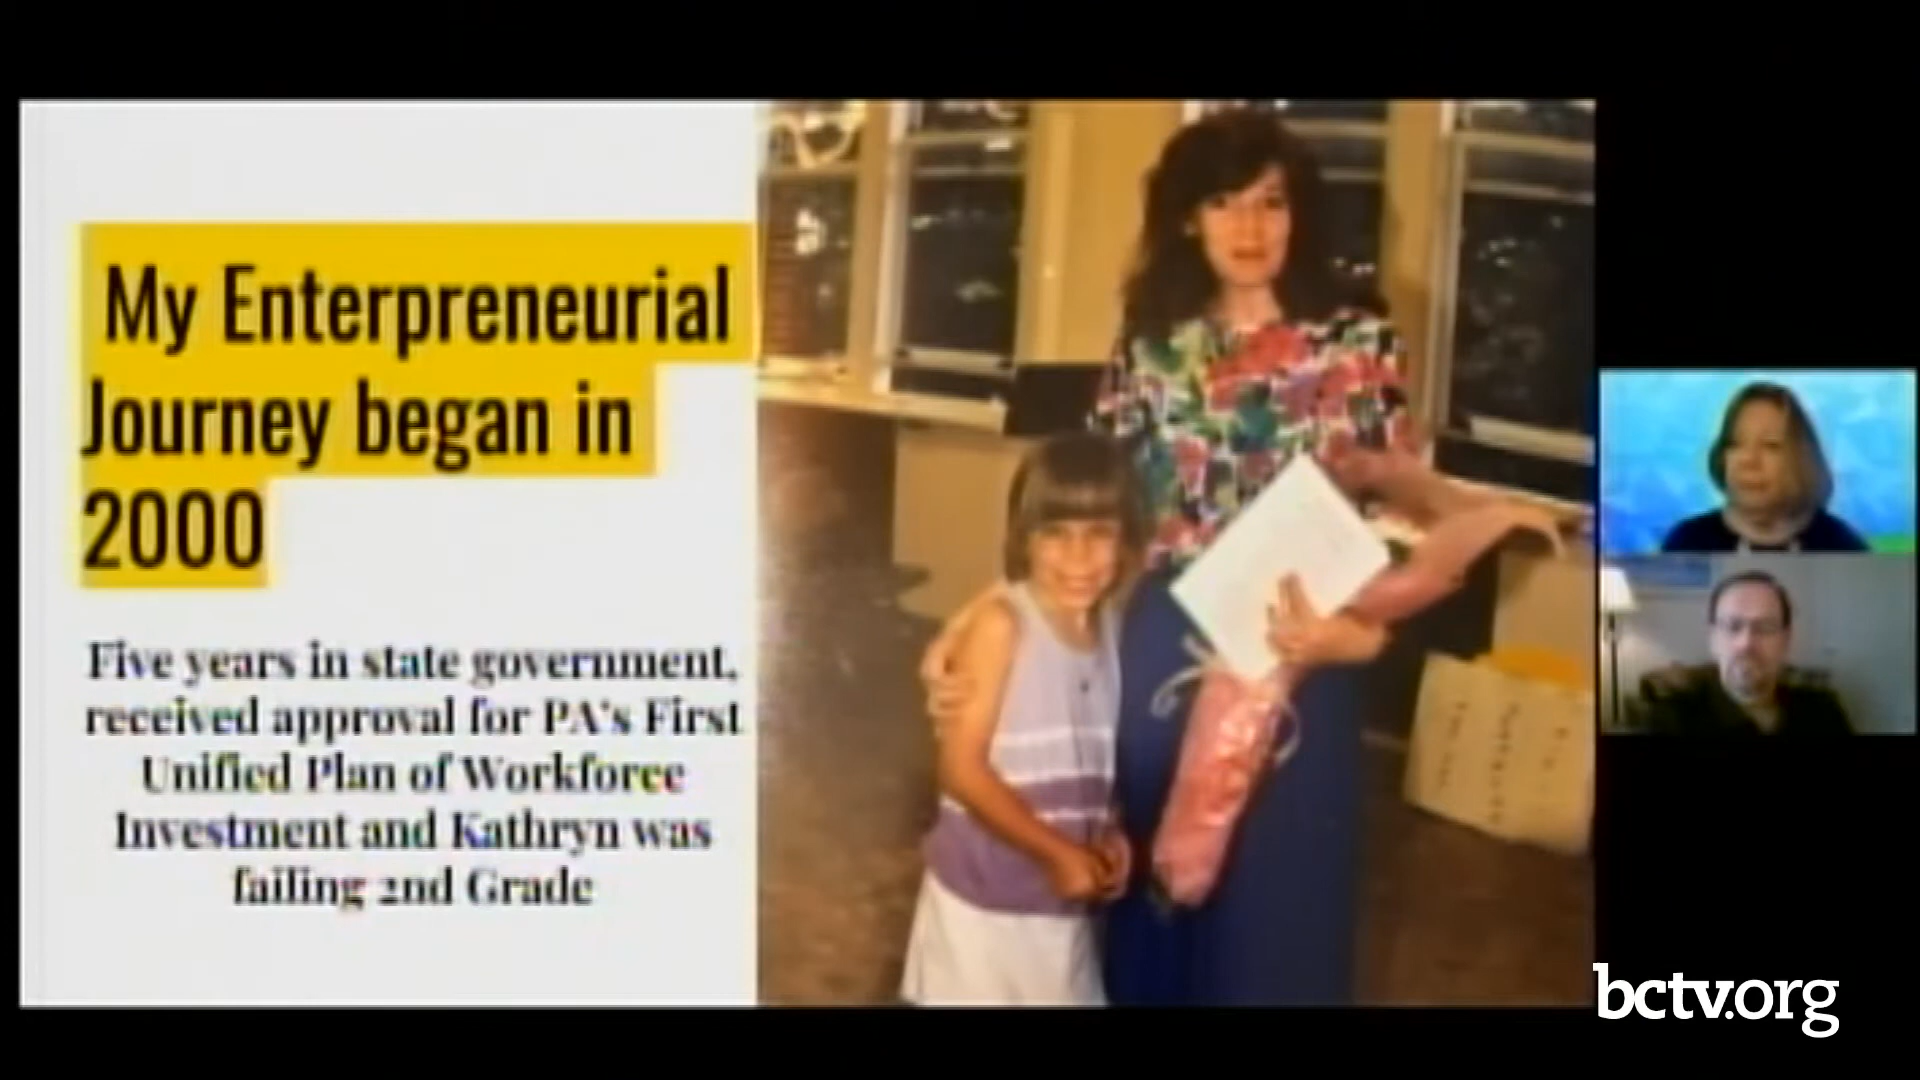 My Enterpreneurial
Journey began in
2000
Five years in state government,
received approval for PA's First
Unified Plan of Workforce
Investment and Kathryn was
failing 2nd Grade
bctv.org